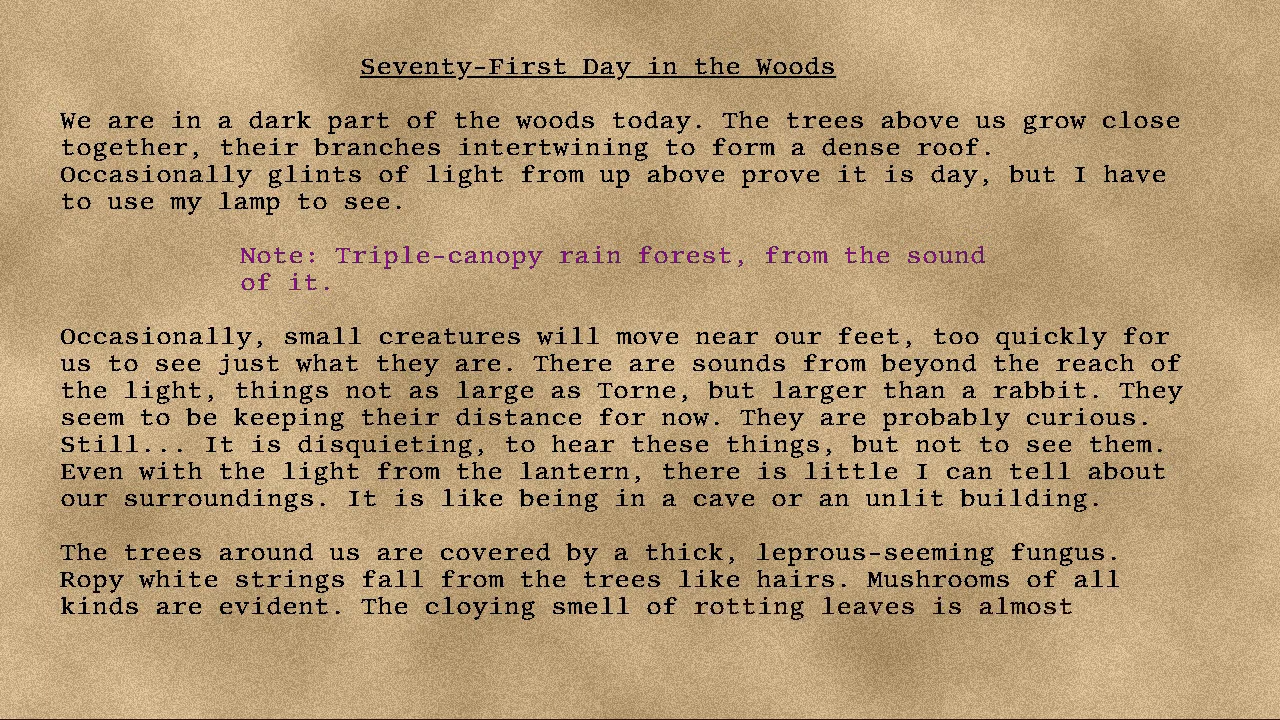 Seventy-First Day in the Woods
We are in a dark part of the woods today. The trees above us grow close
together, their branches intertwining to form a dense roof.
Occasionally glints of light from up above prove it is day, but I have
to use my lamp to see.
Note: Triple-canopy rain forest, from the sound
of it.
Occasionally, small creatures will move near our feet, too quickly for
us to see just what they are. There are sounds from beyond the reach of
the light, things not as large as Torne, but larger than a rabbit. They
seem to be keeping their distance for now. They are probably curious.
Still... It is disquieting, to hear these things, but not to see them.
Even with the light from the lantern, there is little I can tell about
our surroundings. It is like being in a cave or an unlit building.
The trees around us are covered by a thick, leprous-seeming fungus.
Ropy white strings fall from the trees like hairs. Mushrooms of all
kinds are evident. The cloying smell of rotting leaves is almost